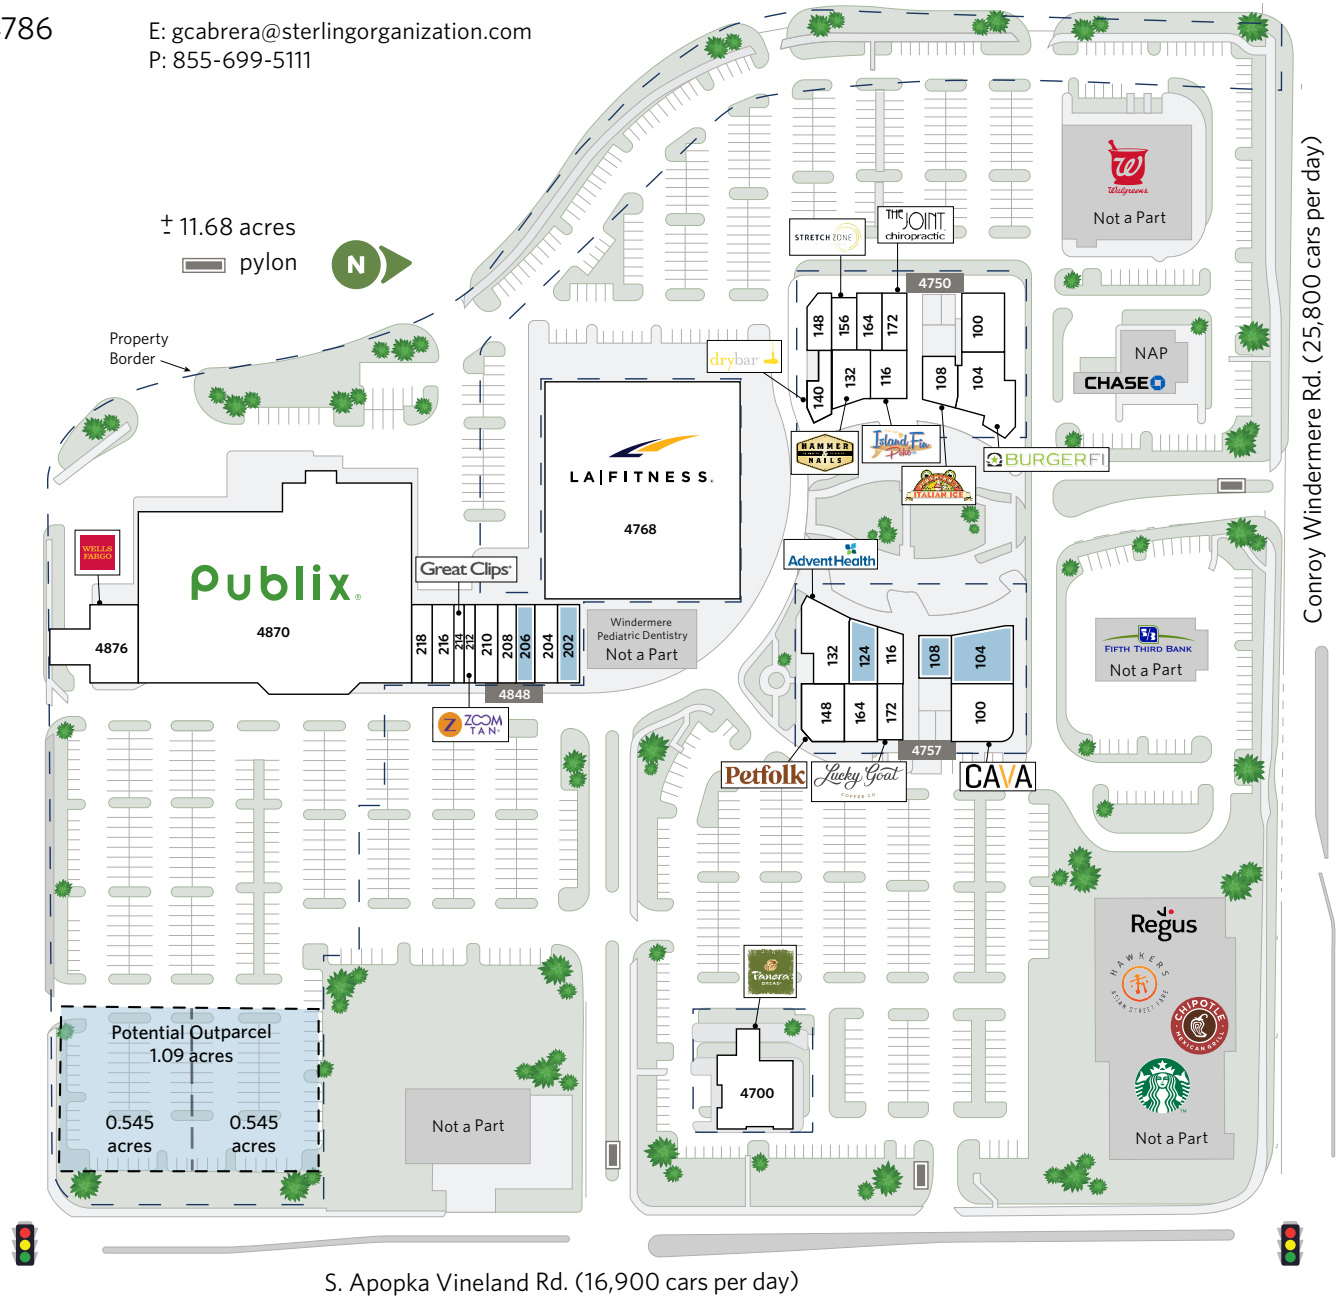 786
E: gcabrera@sterlingorganization.com
P: 855-699-5111
± 11.68 acres
pylon
N
Property
Border
Conroy Windermere Rd. (25,800 cars per day)
Walgreens
Not a Part
NAP
CHASE
STRETCH ZONE
THE JOINT
chiropractic
4750
148
156
164
172
100
140
132
116
108
104
drybar
HAMMER
&
NAILS
Island Fin
Poké
ITALIAN ICE
BURGERFI
LA|FITNESS.
4768
WELLS
FARGO
Publix.
4870
4876
Great Clips
218
216
214
212
210
208
206
204
202
4848
ZOOM
TAN
Windermere
Pediatric Dentistry
Not a Part
AdventHealth
132
124
116
108
104
148
164
172
100
4757
Petfolk
Lucky Goat
COFFEE CO.
CAVA
FIFTH THIRD BANK
Not a Part
Regus
HAWKERS
ASIAN STREET FARE
CHIPOTLE
MEXICAN GRILL
Not a Part
Panera
BREAD
4700
Potential Outparcel
1.09 acres
0.545
acres
0.545
acres
Not a Part
S. Apopka Vineland Rd. (16,900 cars per day)